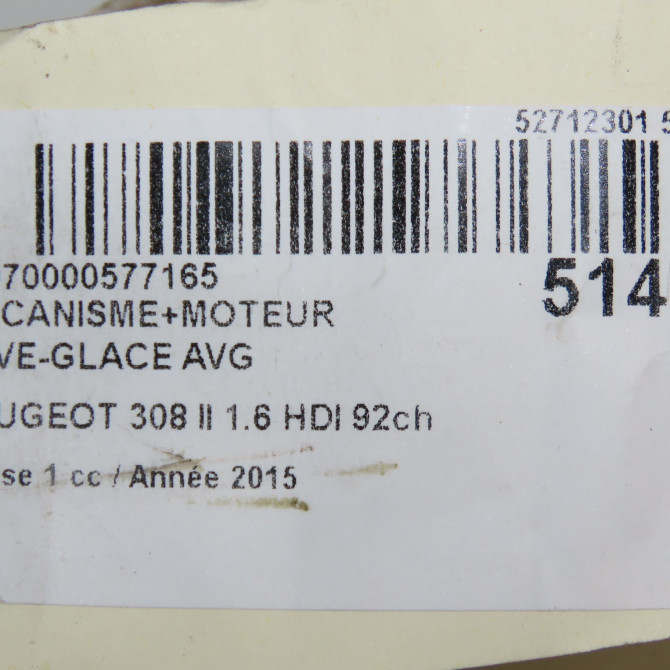 52712301 5
070000577165
514
CANISME+MOTEUR
VE-GLACE AVG
UGEOT 308 II 1.6 HDI 92ch
se 1 cc / Année 2015